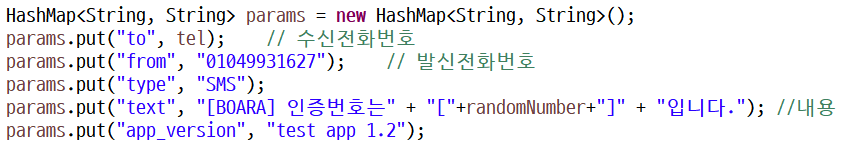 HashMap<String, String> params = new HashMap<String, String>();
params.put("to", tel);    // 수신전화번호
params.put("from", "01049931627");    // 발신전화번호
params.put("type", "SMS");
params.put("text", "[BOARA] 인증번호는" + "["+randomNumber+"]" + "입니다."); //내용
params.put("app_version", "test app 1.2");